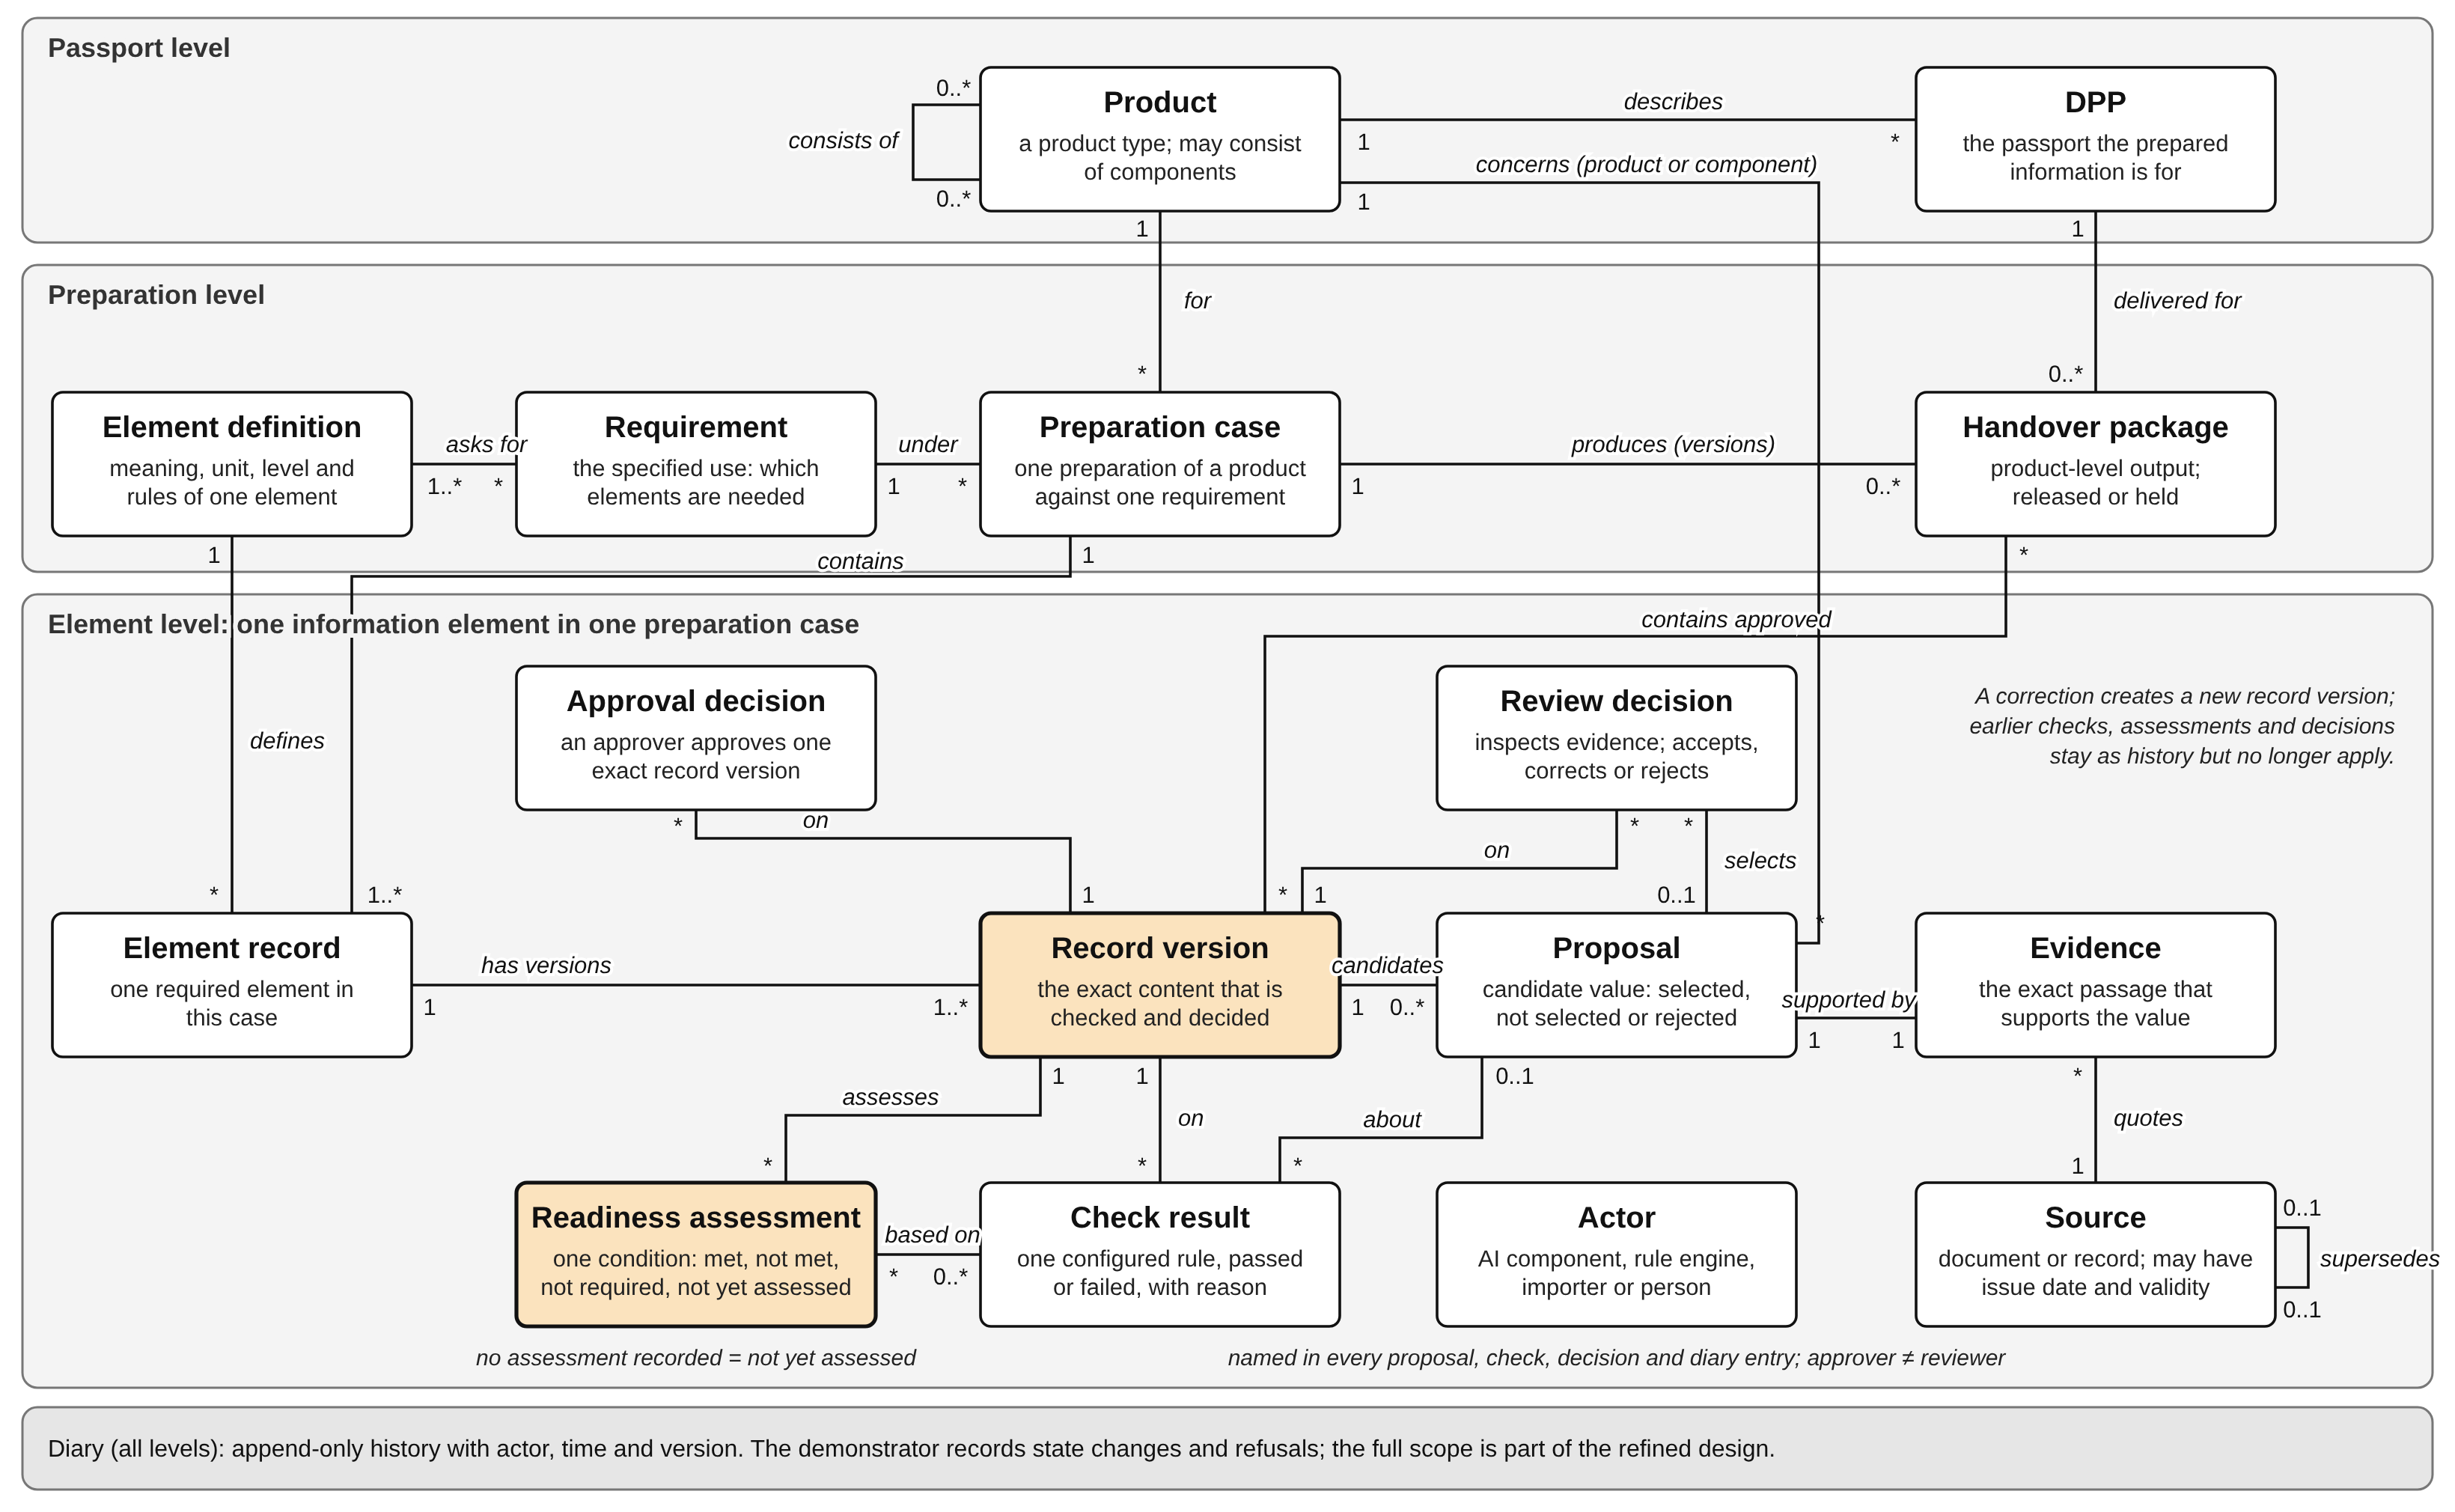 Passport level
0..*
consists of
0..*
Product
a product type; may consist
of components
describes
1
*
concerns (product or component)
1
DPP
the passport the prepared
information is for
1
1
Preparation level
for
delivered for
*
0..*
Element definition
meaning, unit, level and
rules of one element
asks for
1..*
*
Requirement
the specified use: which
elements are needed
under
1
*
Preparation case
one preparation of a product
against one requirement
produces (versions)
1
0..*
Handover package
product-level output;
released or held
1
contains
1
*
Element level: one information element in one preparation case
contains approved
Approval decision
an approver approves one
exact record version
Review decision
inspects evidence; accepts,
corrects or rejects
A correction creates a new record version;
earlier checks, assessments and decisions
stay as history but no longer apply.
defines
*
on
*
*
on
selects
*
1..*
1
*
1
0..1
*
Element record
one required element in
this case
has versions
1
1..*
Record version
the exact content that is
checked and decided
candidates
1
0..*
Proposal
candidate value: selected,
not selected or rejected
supported by
1
1
Evidence
the exact passage that
supports the value
1
1
0..1
*
assesses
on
about
quotes
*
*
*
1
Readiness assessment
one condition: met, not met,
not required, not yet assessed
based on
*
0..*
Check result
one configured rule, passed
or failed, with reason
Actor
AI component, rule engine,
importer or person
Source
document or record; may have
issue date and validity
0..1
supersedes
0..1
no assessment recorded = not yet assessed
named in every proposal, check, decision and diary entry; approver ≠ reviewer
Diary (all levels): append-only history with actor, time and version. The demonstrator records state changes and refusals; the full scope is part of the refined design.